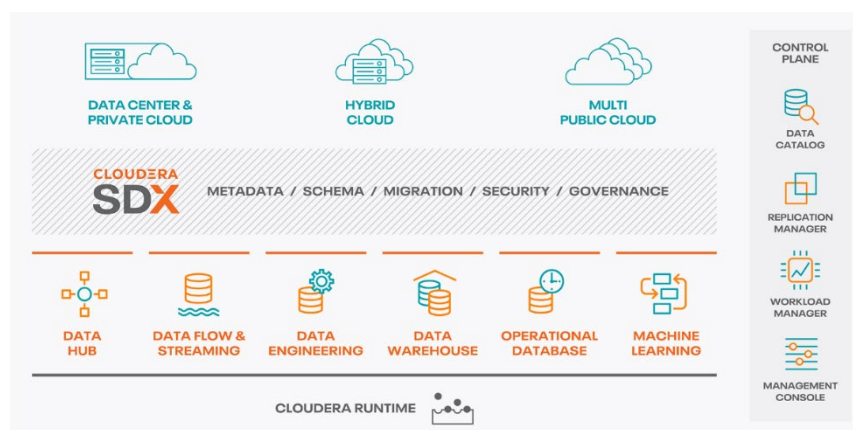 DATA CENTER &
PRIVATE CLOUD
HYBRID
CLOUD
MULTI
PUBLIC CLOUD
CLOUDERA
SDX
METADATA / SCHEMA / MIGRATION / SECURITY / GOVERNANCE
DATA
HUB
DATA FLOW &
STREAMING
DATA
ENGINEERING
DATA
WAREHOUSE
OPERATIONAL
DATABASE
MACHINE
LEARNING
CLOUDERA RUNTIME
CONTROL
PLANE
DATA
CATALOG
REPLICATION
MANAGER
WORKLOAD
MANAGER
MANAGEMENT
CONSOLE